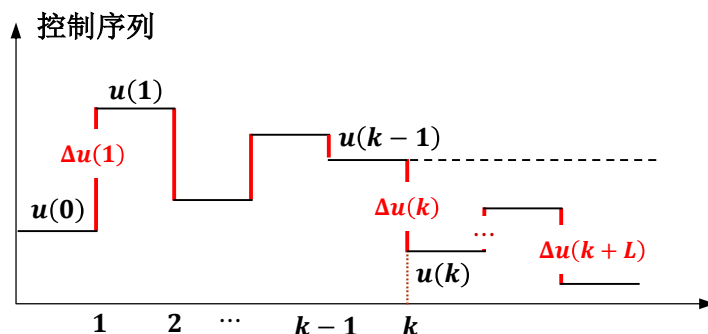 控制序列
u(1)
u(k − 1)
Δu(1)
u(0)
Δu(k)
...
Δu(k + L)
u(k)
1 2 ... k − 1 k